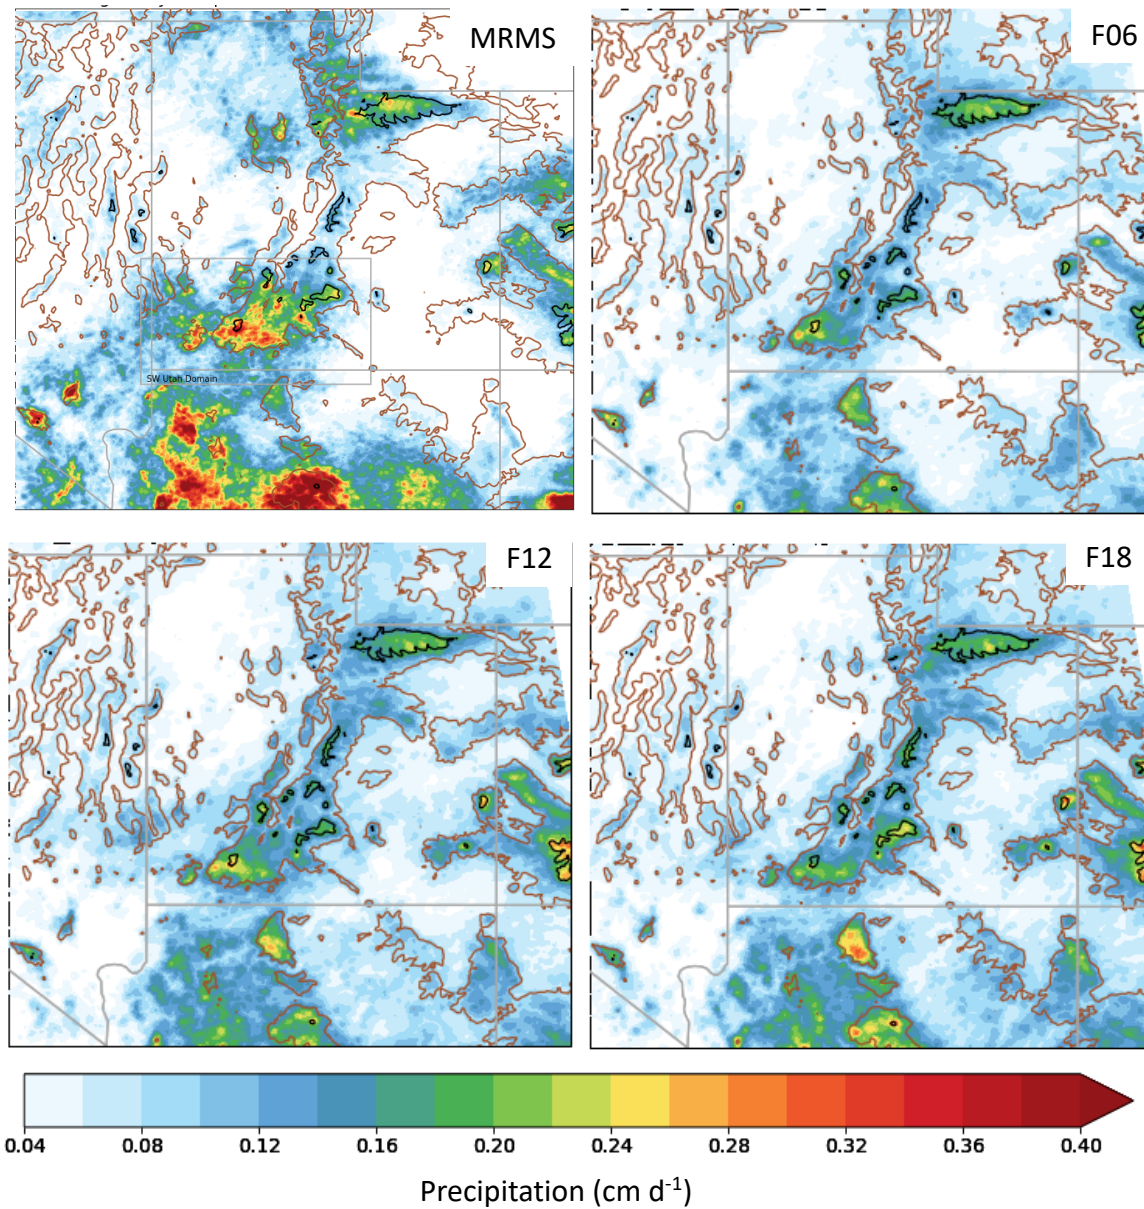 MRMS
F06
SW Utah Domain
F12
F18
0.04 0.08 0.12 0.16 0.20 0.24 0.28 0.32 0.36 0.40
Precipitation (cm d⁻¹)